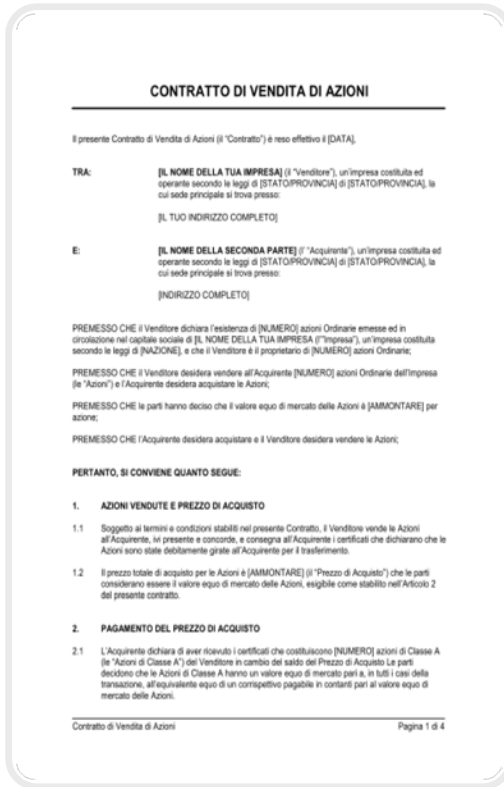 CONTRATTO DI VENDITA DI AZIONI
Il presente Contratto di Vendita di Azioni (il “Contratto”) è reso effettivo il [DATA],
TRA: [IL NOME DELLA TUA IMPRESA] (il “Venditore”), un'impresa costituita ed
operante secondo le leggi di [STATO/PROVINCIA] di [STATO/PROVINCIA], la
cui sede principale si trova presso:
[IL TUO INDIRIZZO COMPLETO]
E: [IL NOME DELLA SECONDA PARTE] (l' “Acquirente”), un'impresa costituita ed
operante secondo le leggi di [STATO/PROVINCIA] di [STATO/PROVINCIA], la
cui sede principale si trova presso:
[INDIRIZZO COMPLETO]
PREMESSO CHE il Venditore dichiara l'esistenza di [NUMERO] azioni Ordinarie emesse ed in
circolazione nel capitale sociale di [IL NOME DELLA TUA IMPRESA (l'“Impresa”), un'impresa costituita
secondo le leggi di [NAZIONE], e che il Venditore è il proprietario di [NUMERO] azioni Ordinarie;
PREMESSO CHE il Venditore desidera vendere all'Acquirente [NUMERO] azioni Ordinarie dell'Impresa
(le “Azioni”) e l'Acquirente desidera acquistare le Azioni;
PREMESSO CHE le parti hanno deciso che il valore equo di mercato delle Azioni è [AMMONTARE] per
azione;
PREMESSO CHE l'Acquirente desidera acquistare e il Venditore desidera vendere le Azioni;
PERTANTO, SI CONVIENE QUANTO SEGUE:
1. AZIONI VENDUTE E PREZZO DI ACQUISTO
1.1 Soggetto ai termini e condizioni stabiliti nel presente Contratto, il Venditore vende le Azioni
all'Acquirente, ivi presente e concorde, e consegna all'Acquirente i certificati che dichiarano che le
Azioni sono state debitamente girate all'Acquirente per il trasferimento.
1.2 Il prezzo totale di acquisto per le Azioni è [AMMONTARE] (il “Prezzo di Acquisto”) che le parti
considerano essere il valore equo di mercato delle Azioni, esigibile come stabilito nell'Articolo 2
del presente contratto.
2. PAGAMENTO DEL PREZZO DI ACQUISTO
2.1 L'Acquirente dichiara di aver ricevuto i certificati che costituiscono [NUMERO] azioni di Classe A
(le “Azioni di Classe A”) del Venditore in cambio del saldo del Prezzo di Acquisto Le parti
decidono che le Azioni di Classe A hanno un valore equo di mercato pari a, in tutti i casi della
transazione, all'equivalente equo di un corrispettivo pagabile in contanti pari al valore equo di
mercato delle Azioni.
Contratto di Vendita di Azioni Pagina 1 di 4